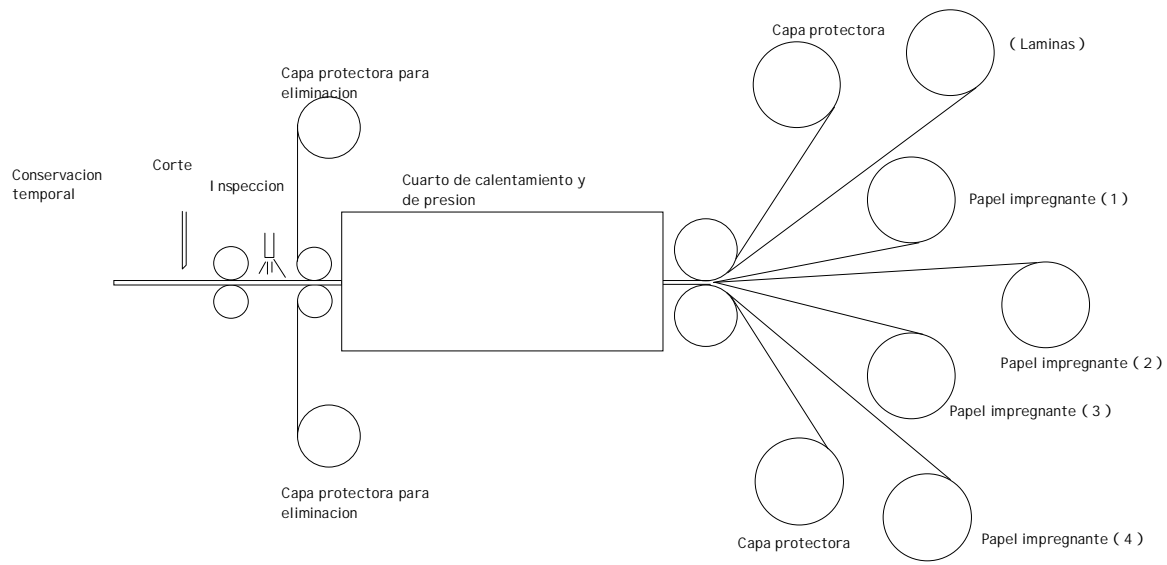 Capa protectora
( Laminas )
Capa protectora para
eliminacion
Corte
Conservacion
temporal
Inspeccion
Cuarto de calentamiento y
de presion
Papel impregnante ( 1 )
Papel impregnante ( 2 )
Papel impregnante ( 3 )
Capa protectora para
eliminacion
Capa protectora
Papel impregnante ( 4 )